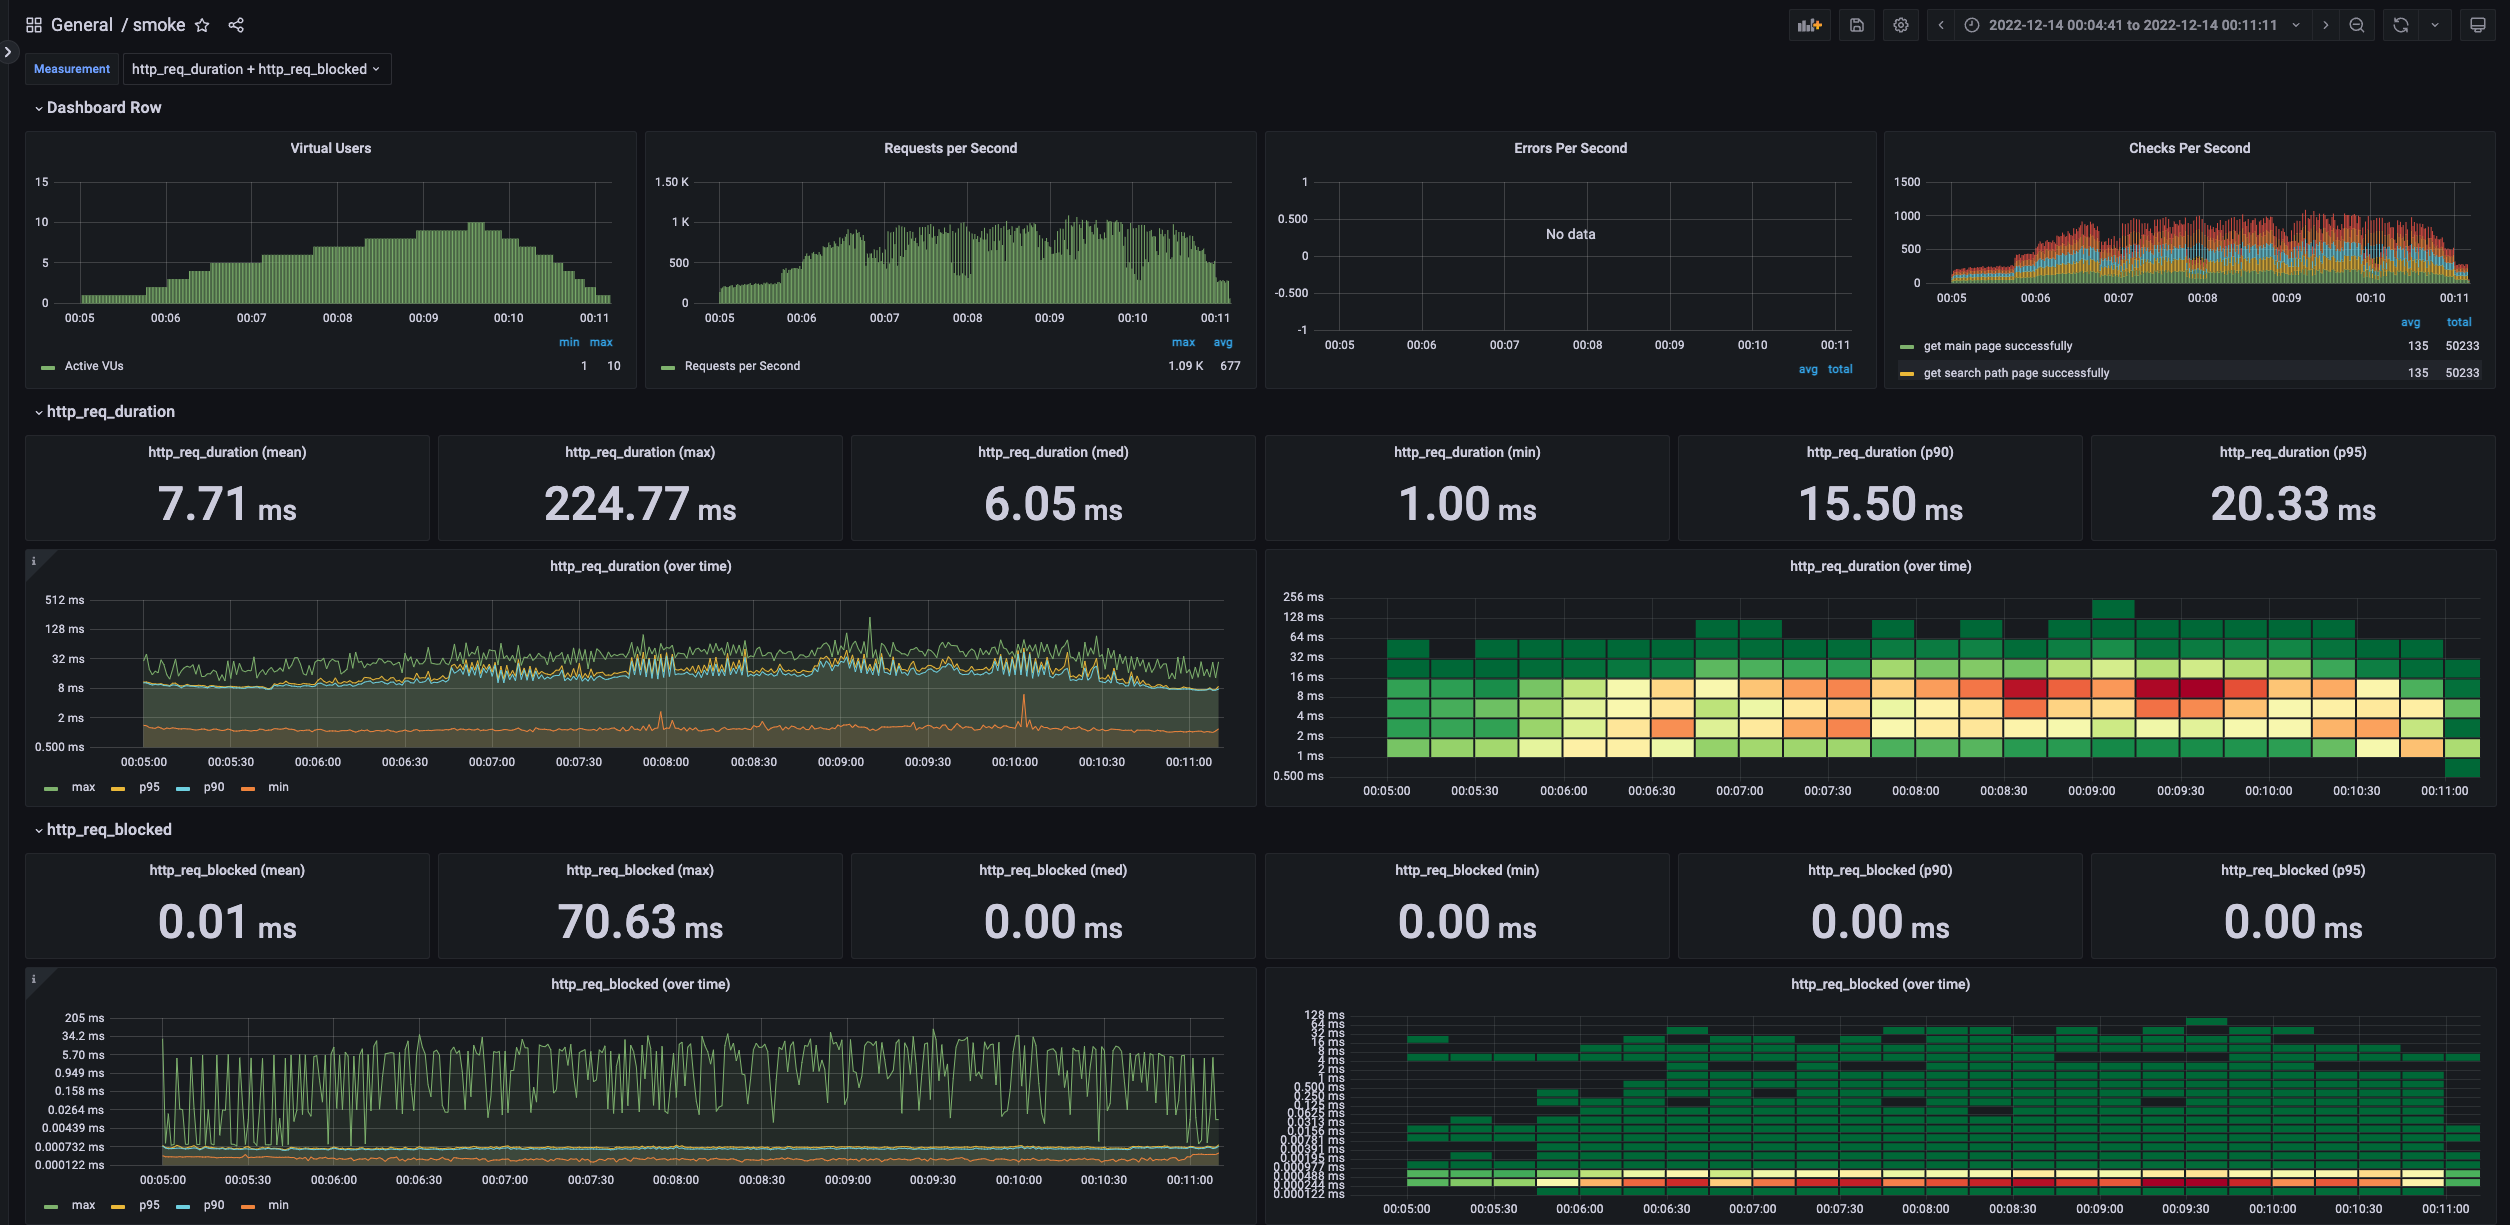 General / smoke
2022-12-14 00:04:41 to 2022-12-14 00:11:11
Measurement http_req_duration + http_req_blocked
Dashboard Row
Virtual Users
15
10
5
0
00:05 00:06 00:07 00:08 00:09 00:10 00:11
min max
Active VUs 1 10
Requests per Second
1.50 K
1 K
500
0
00:05 00:06 00:07 00:08 00:09 00:10 00:11
max avg
Requests per Second 1.09 K 677
Errors Per Second
1
0.500
0
-0.500
-1
No data
00:05 00:06 00:07 00:08 00:09 00:10 00:11
avg total
Checks Per Second
1500
1000
500
0
00:05 00:06 00:07 00:08 00:09 00:10 00:11
avg total
get main page successfully 135 50233
get search path page successfully 135 50233
http_req_duration
http_req_duration (mean)
7.71 ms
http_req_duration (max)
224.77 ms
http_req_duration (med)
6.05 ms
http_req_duration (min)
1.00 ms
http_req_duration (p90)
15.50 ms
http_req_duration (p95)
20.33 ms
http_req_duration (over time)
512 ms
128 ms
32 ms
8 ms
2 ms
0.500 ms
00:05:00 00:05:30 00:06:00 00:06:30 00:07:00 00:07:30 00:08:00 00:08:30 00:09:00 00:09:30 00:10:00 00:10:30 00:11:00
max p95 p90 min
http_req_duration (over time)
256 ms
128 ms
64 ms
32 ms
16 ms
8 ms
4 ms
2 ms
1 ms
0.500 ms
00:05:00 00:05:30 00:06:00 00:06:30 00:07:00 00:07:30 00:08:00 00:08:30 00:09:00 00:09:30 00:10:00 00:10:30 00:11:00
http_req_blocked
http_req_blocked (mean)
0.01 ms
http_req_blocked (max)
70.63 ms
http_req_blocked (med)
0.00 ms
http_req_blocked (min)
0.00 ms
http_req_blocked (p90)
0.00 ms
http_req_blocked (p95)
0.00 ms
http_req_blocked (over time)
205 ms
34.2 ms
5.70 ms
0.949 ms
0.158 ms
0.0264 ms
0.00439 ms
0.000732 ms
0.000122 ms
00:05:00 00:05:30 00:06:00 00:06:30 00:07:00 00:07:30 00:08:00 00:08:30 00:09:00 00:09:30 00:10:00 00:10:30 00:11:00
max p95 p90 min
http_req_blocked (over time)
128 ms
64 ms
32 ms
16 ms
8 ms
4 ms
2 ms
1 ms
0.500 ms
0.250 ms
0.125 ms
0.0625 ms
0.0313 ms
0.0156 ms
0.00781 ms
0.00391 ms
0.00195 ms
0.000977 ms
0.000488 ms
0.000244 ms
0.000122 ms
00:05:00 00:05:30 00:06:00 00:06:30 00:07:00 00:07:30 00:08:00 00:08:30 00:09:00 00:09:30 00:10:00 00:10:30 00:11:00